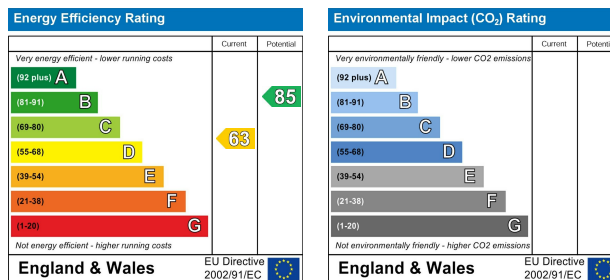 Energy Efficiency Rating
Current Potential
Very energy efficient - lower running costs
(92 plus) A
(81-91) B
(69-80) C
(55-68) D
(39-54) E
(21-38) F
(1-20) G
63
85
Not energy efficient - higher running costs
England & Wales
EU Directive
2002/91/EC
Environmental Impact (CO₂) Rating
Current Potential
Very environmentally friendly - lower CO2 emissions
(92 plus) A
(81-91) B
(69-80) C
(55-68) D
(39-54) E
(21-38) F
(1-20) G
Not environmentally friendly - higher CO2 emissions
England & Wales
EU Directive
2002/91/EC